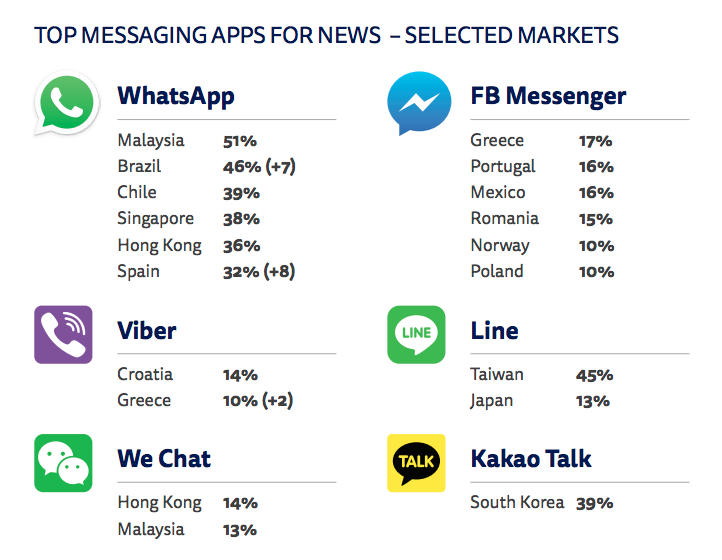 TOP MESSAGING APPS FOR NEWS – SELECTED MARKETS
WhatsApp
Malaysia 51%
Brazil 46% (+7)
Chile 39%
Singapore 38%
Hong Kong 36%
Spain 32% (+8)
FB Messenger
Greece 17%
Portugal 16%
Mexico 16%
Romania 15%
Norway 10%
Poland 10%
Viber
Croatia 14%
Greece 10% (+2)
LINE
Line
Taiwan 45%
Japan 13%
We Chat
Hong Kong 14%
Malaysia 13%
TALK
Kakao Talk
South Korea 39%